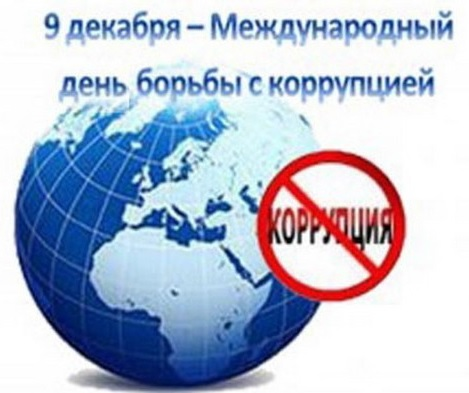 9 декабря – Международный
день борьбы с коррупцией
КОРРУПЦИЯ